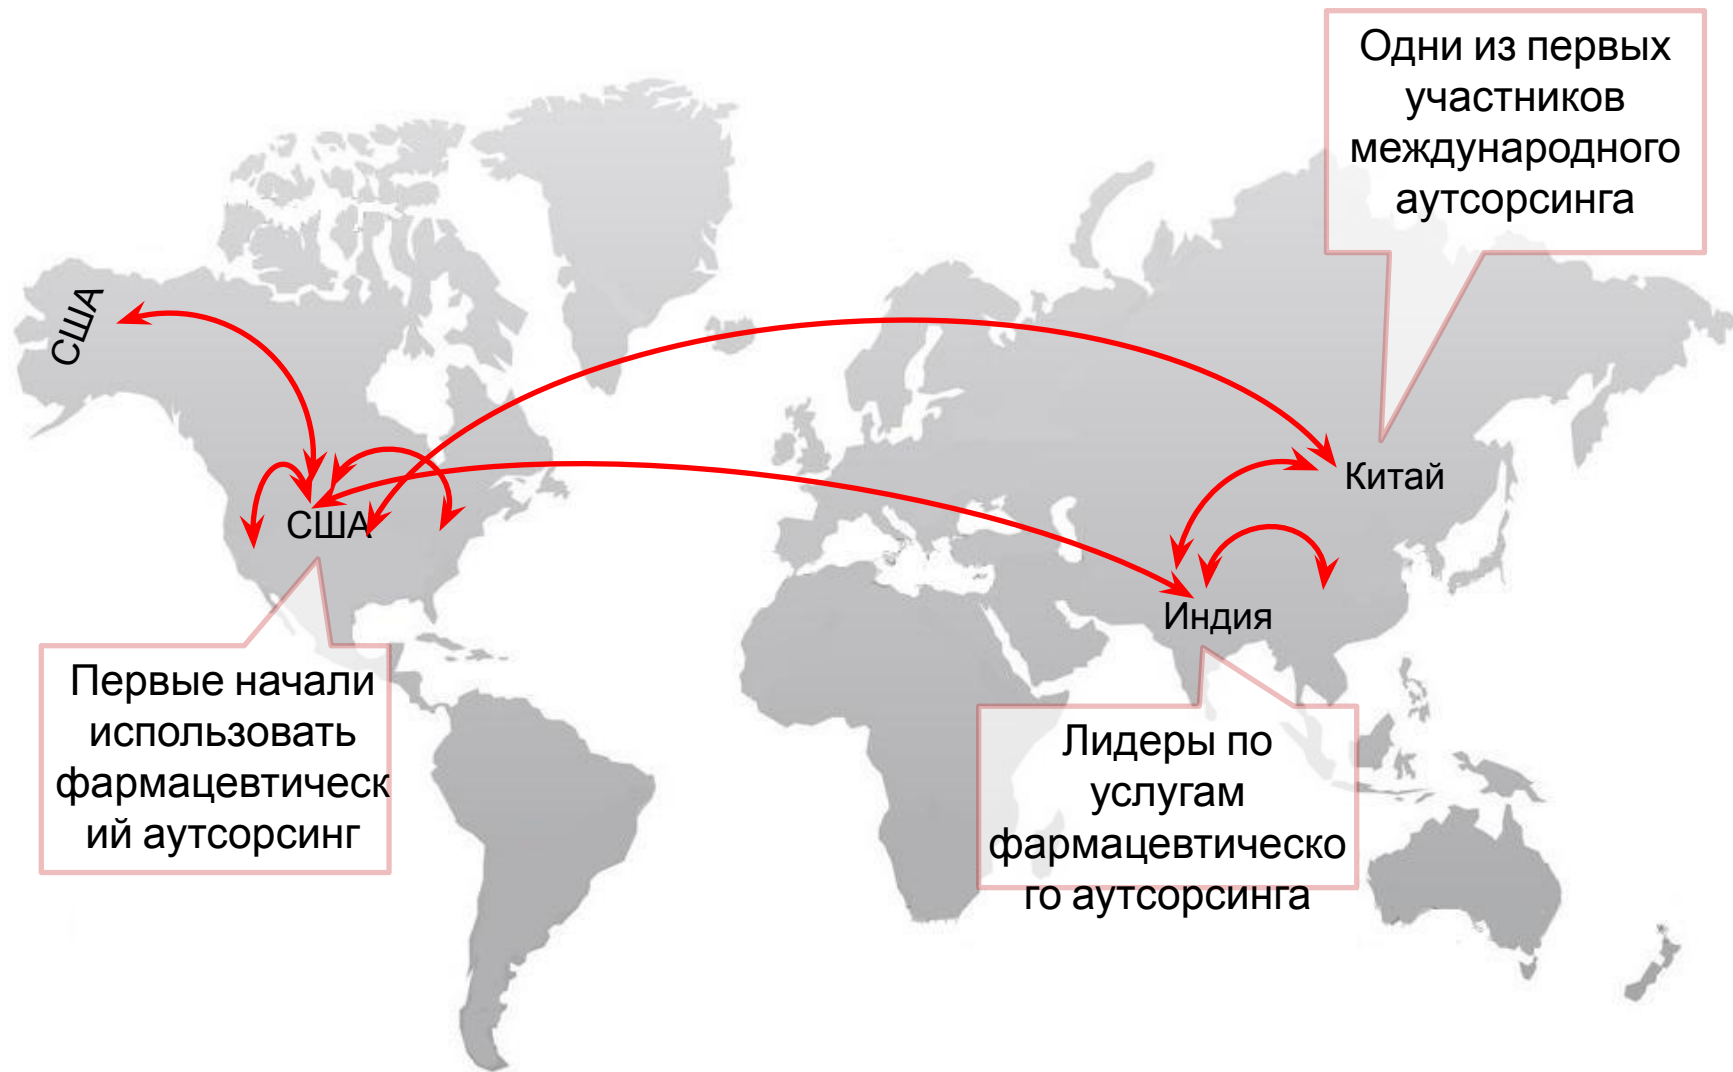 Одни из первых
участников
международного
аутсорсинга
США
Китай
США
Индия
Первые начали
использовать
фармацевтическ
ий аутсорсинг
Лидеры по
услугам
фармацевтическо
го аутсорсинга